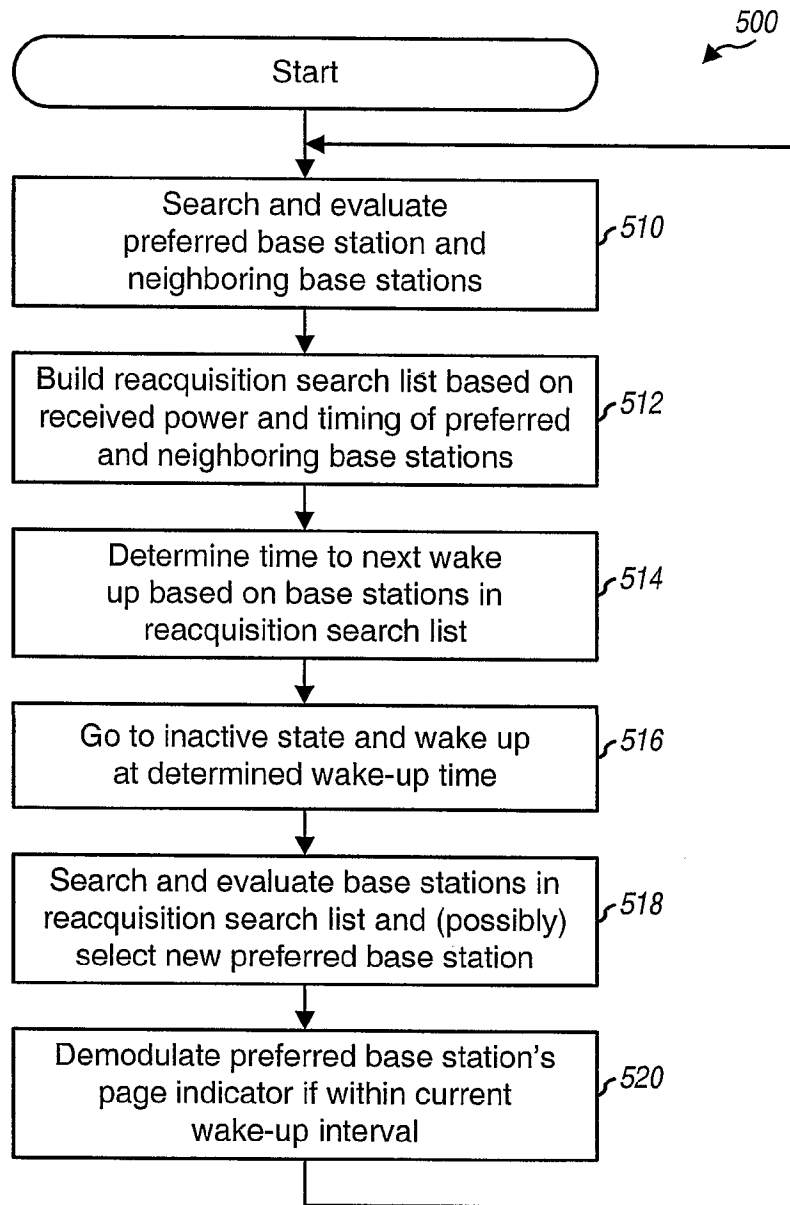 500
Start
Search and evaluate
preferred base station and
neighboring base stations
510
Build reacquisition search list based on
received power and timing of preferred
and neighboring base stations
512
Determine time to next wake
up based on base stations in
reacquisition search list
514
Go to inactive state and wake up
at determined wake-up time
516
Search and evaluate base stations in
reacquisition search list and (possibly)
select new preferred base station
518
Demodulate preferred base station's
page indicator if within current
wake-up interval
520